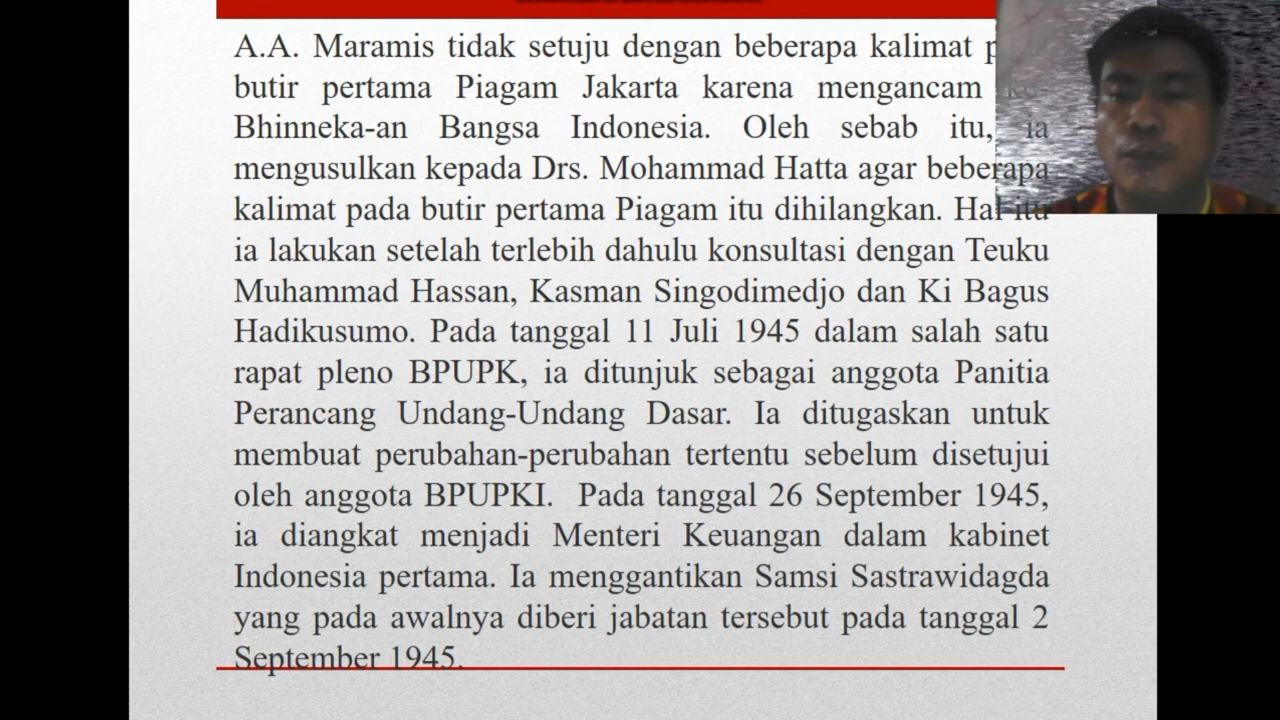 A.A. Maramis tidak setuju dengan beberapa kalimat
butir pertama Piagam Jakarta karena mengancam
Bhinneka-an Bangsa Indonesia. Oleh sebab itu, ia
mengusulkan kepada Drs. Mohammad Hatta agar beberapa
kalimat pada butir pertama Piagam itu dihilangkan. Hal itu
ia lakukan setelah terlebih dahulu konsultasi dengan Teuku
Muhammad Hassan, Kasman Singodimedjo dan Ki Bagus
Hadikusumo. Pada tanggal 11 Juli 1945 dalam salah satu
rapat pleno BPUPK, ia ditunjuk sebagai anggota Panitia
Perancang Undang-Undang Dasar. Ia ditugaskan untuk
membuat perubahan-perubahan tertentu sebelum disetujui
oleh anggota BPUPKI. Pada tanggal 26 September 1945,
ia diangkat menjadi Menteri Keuangan dalam kabinet
Indonesia pertama. Ia menggantikan Samsi Sastrawidagda
yang pada awalnya diberi jabatan tersebut pada tanggal 2
September 1945.